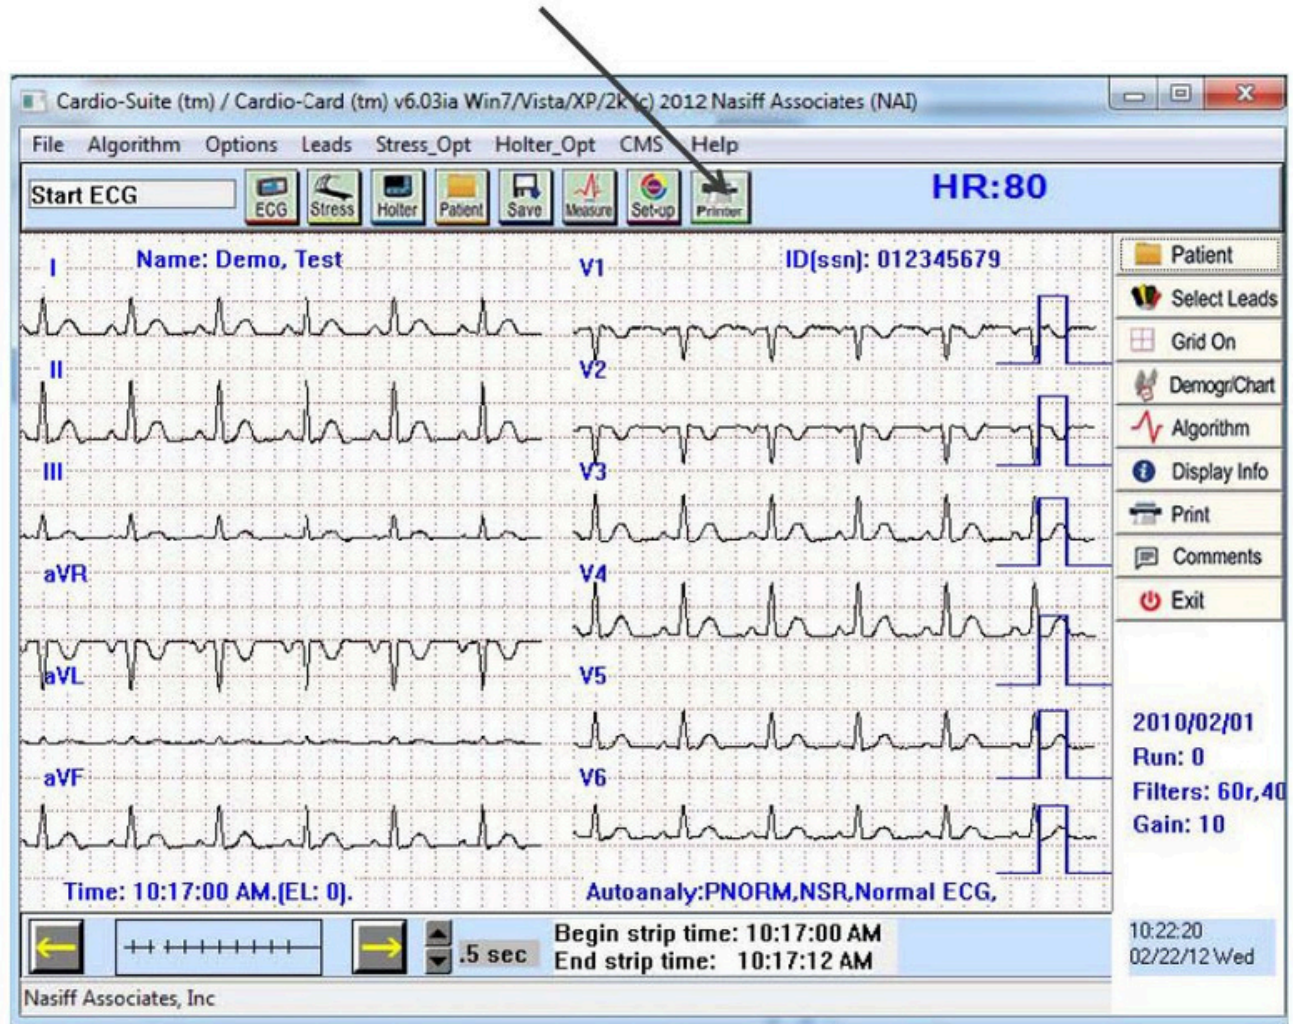 Cardio-Suite (tm) / Cardio-Card (tm) v6.03ia Win7/Vista/XP/2k (c) 2012 Nasiff Associates (NAI)
File Algorithm Options Leads Stress_Opt Holter_Opt CMS Help
Start ECG ECG Stress Holter Patient Save Measure Set-up Printer HR:80
Name: Demo, Test ID(ssn): 012345679
I V1
II V2
III V3
aVR V4
aVL V5
aVF V6
Time: 10:17:00 AM.(EL: 0). Autoanaly:PNORM,NSR,Normal ECG,
Patient
Select Leads
Grid On
Demogr/Chart
Algorithm
Display Info
Print
Comments
Exit
2010/02/01
Run: 0
Filters: 60r,40
Gain: 10
.5 sec
Begin strip time: 10:17:00 AM
End strip time: 10:17:12 AM
10:22:20
02/22/12 Wed
Nasiff Associates, Inc